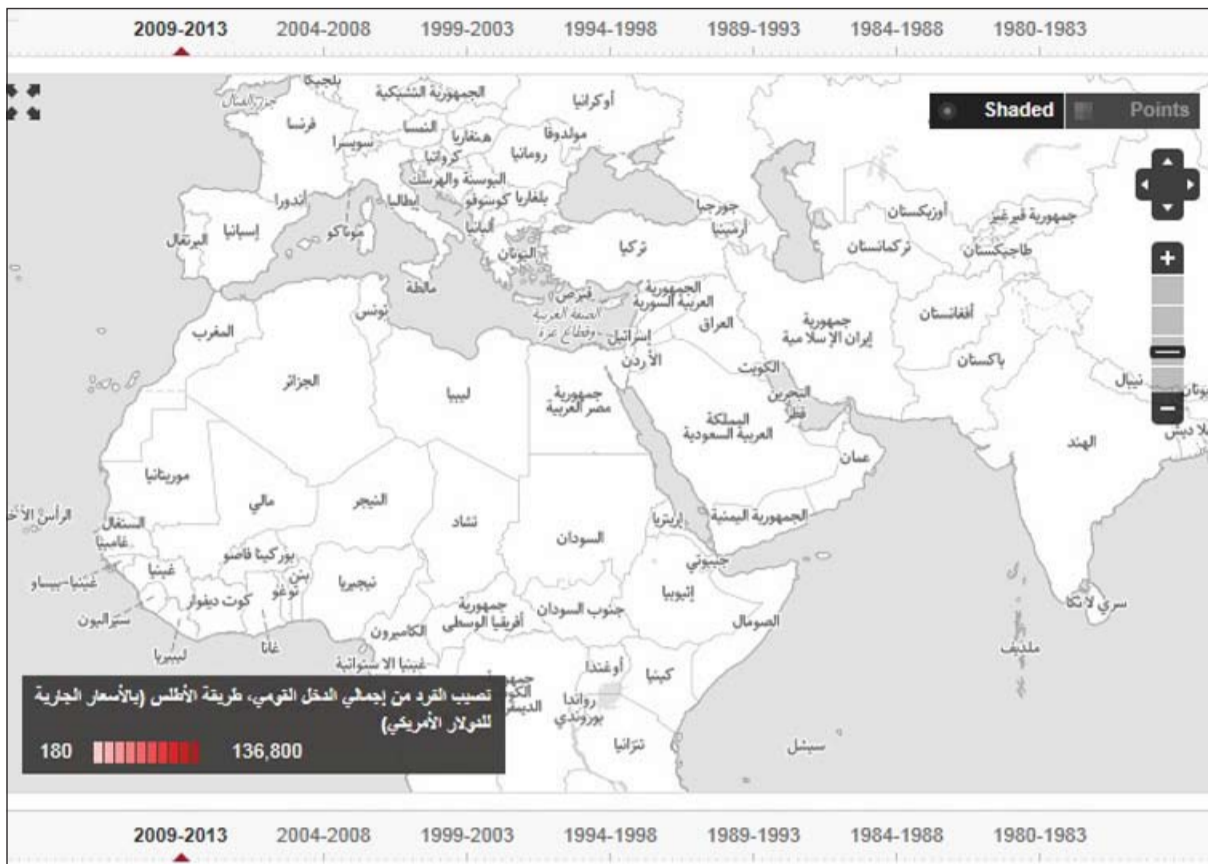 2009-2013 2004-2008 1999-2003 1994-1998 1989-1993 1984-1988 1980-1983
Shaded Points
بلجيكا
الجمهورية التشيكية
أوكرانيا
فرنسا
النمسا
سويسرا
هنغاريا
مولدوفا
رومانيا
كرواتيا
البوسنة والهرسك
أندورا
إيطاليا
كوسوفو
بلغاريا
جورجيا
أوزبكستان
جمهورية قيرغيز
البرتغال
إسبانيا
موناكو
ألبانيا
أرمينيا
اليونان
تركيا
تركمانستان
طاجيكستان
مالطة
قبرص
الجمهورية
العربية السورية
تونس
الضفة الغربية
وقطاع غزة
المغرب
إسرائيل
العراق
جمهورية
إيران الإسلامية
أفغانستان
الأردن
الكويت
باكستان
الجزائر
ليبيا
جمهورية
مصر العربية
البحرين
قطر
نيبال
المملكة
العربية السعودية
الهند
عمان
موريتانيا
مالي
النيجر
تشاد
السودان
إريتريا
الجمهورية اليمنية
الرأس الأخ
السنغال
غامبيا
بوركينا فاصو
جيبوتي
غينيا-بيساو
غينيا
بنن
توغو
نيجيريا
إثيوبيا
كوت ديفوار
جمهورية
أفريقيا الوسطى
جنوب السودان
الصومال
سري لانكا
سيراليون
ليبيريا
غانا
الكاميرون
ملديف
غينيا الاستوائية
أوغندا
كينيا
رواندا
بوروندي
تنزانيا
سيشل
نصيب الفرد من إجمالي الدخل القومي، طريقة الأطلس (بالأسعار الجارية
للدولار الأمريكي)
180 136,800
2009-2013 2004-2008 1999-2003 1994-1998 1989-1993 1984-1988 1980-1983